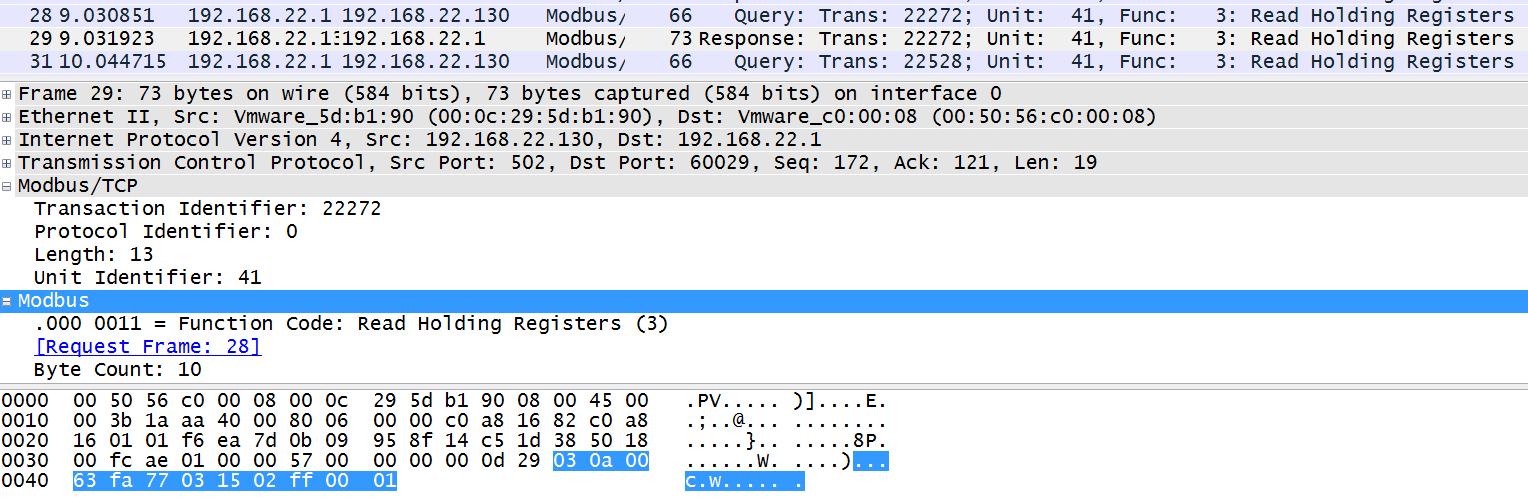 28 9.030851 192.168.22.1 192.168.22.130 Modbus/ 66 Query: Trans: 22272; Unit: 41, Func: 3: Read Holding Registers
29 9.031923 192.168.22.13 192.168.22.1 Modbus/ 73 Response: Trans: 22272; Unit: 41, Func: 3: Read Holding Registers
31 10.044715 192.168.22.1 192.168.22.130 Modbus/ 66 Query: Trans: 22528; Unit: 41, Func: 3: Read Holding Registers
Frame 29: 73 bytes on wire (584 bits), 73 bytes captured (584 bits) on interface 0
Ethernet II, Src: Vmware_5d:b1:90 (00:0c:29:5d:b1:90), Dst: Vmware_c0:00:08 (00:50:56:c0:00:08)
Internet Protocol Version 4, Src: 192.168.22.130, Dst: 192.168.22.1
Transmission Control Protocol, Src Port: 502, Dst Port: 60029, Seq: 172, Ack: 121, Len: 19
Modbus/TCP
Transaction Identifier: 22272
Protocol Identifier: 0
Length: 13
Unit Identifier: 41
Modbus
.000 0011 = Function Code: Read Holding Registers (3)
[Request Frame: 28]
Byte Count: 10
0000 00 50 56 c0 00 08 00 0c 29 5d b1 90 08 00 45 00 .PV..... )]....E.
0010 00 3b 1a aa 40 00 80 06 00 00 c0 a8 16 82 c0 a8 .;..@... ........
0020 16 01 01 f6 ea 7d 0b 09 95 8f 14 c5 1d 38 50 18 .....}.. .....8P.
0030 00 fc ae 01 00 00 57 00 00 00 00 0d 29 03 0a 00 ......W. ....)...
0040 63 fa 77 03 15 02 ff 00 01 c.w..... .